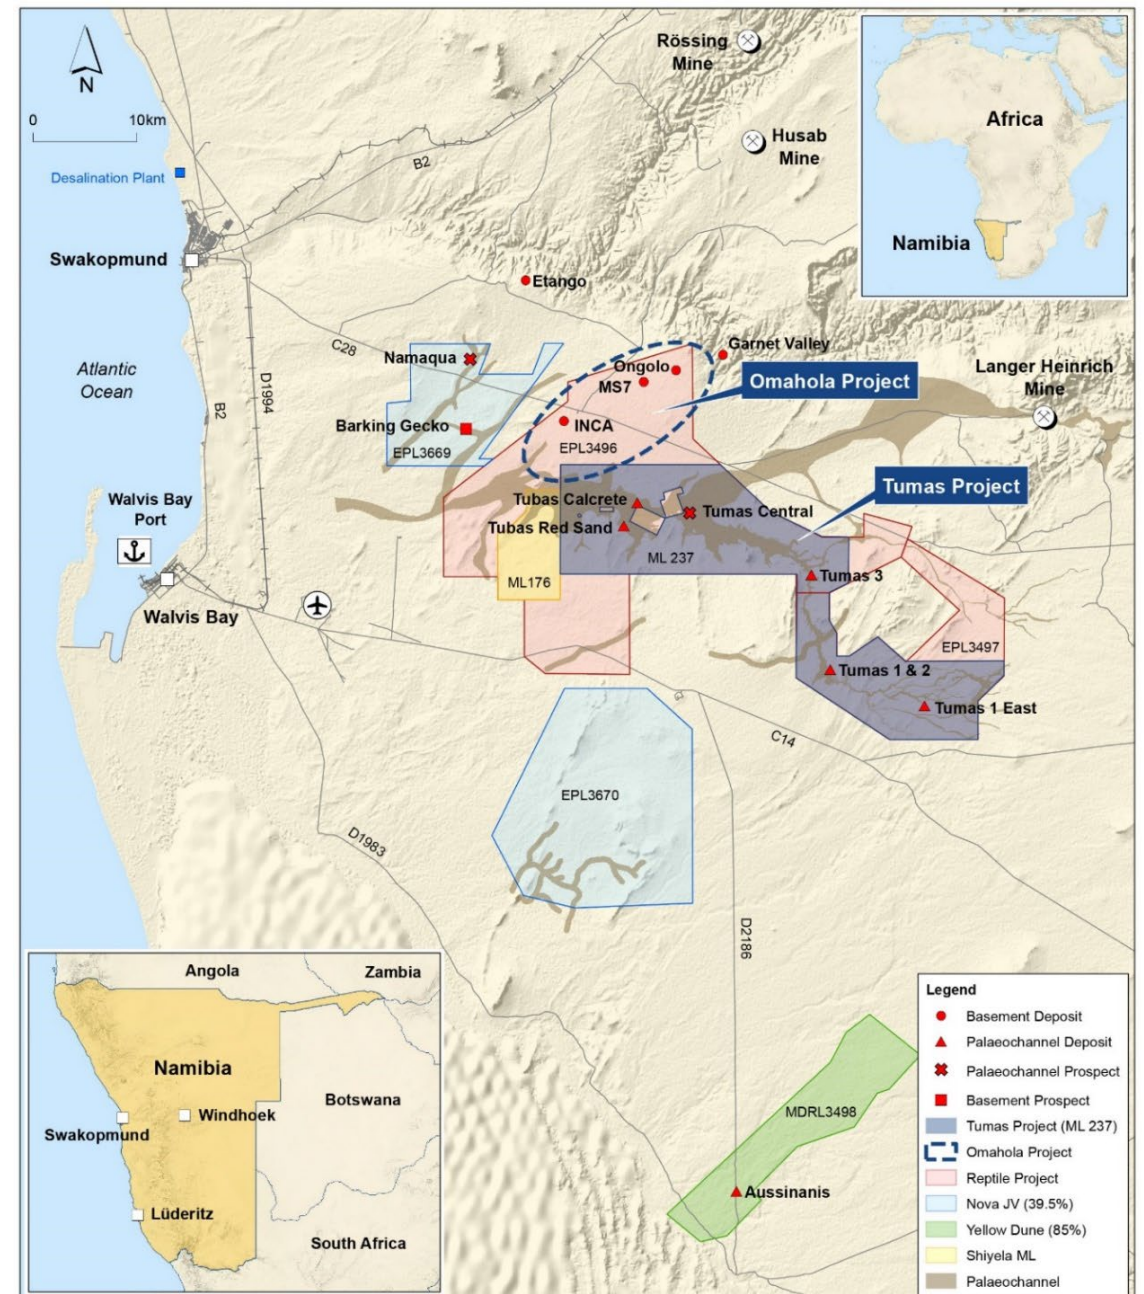 N
0
10km
Rössing
Mine
Husab
Mine
Africa
Namibia
B2
Desalination Plant
Swakopmund
Etango
C28
Namaqua
Garnet Valley
Ongolo
MS7
Omahola Project
Langer Heinrich
Mine
Atlantic
Ocean
B2
D1994
Barking Gecko
EPL3669
INCA
EPL3496
Tumas Project
Walvis Bay
Port
Tubas Calcrete
Tubas Red Sand
Tumas Central
ML 237
ML176
Tumas 3
Walvis Bay
EPL3497
Tumas 1 & 2
Tumas 1 East
C14
EPL3670
D1983
D2186
MDRL3498
Aussinanis
Angola
Zambia
Namibia
Windhoek
Botswana
Swakopmund
Lüderitz
South Africa
Legend
Basement Deposit
Palaeochannel Deposit
Palaeochannel Prospect
Basement Prospect
Tumas Project (ML 237)
Omahola Project
Reptile Project
Nova JV (39.5%)
Yellow Dune (85%)
Shiyela ML
Palaeochannel